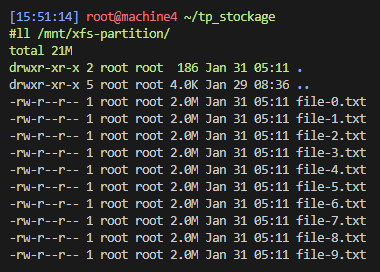 [15:51:14] root@machine4 ~/tp_stockage
#ll /mnt/xfs-partition/
total 21M
drwxr-xr-x 2 root root  186 Jan 31 05:11 .
drwxr-xr-x 5 root root 4.0K Jan 29 08:36 ..
-rw-r--r-- 1 root root 2.0M Jan 31 05:11 file-0.txt
-rw-r--r-- 1 root root 2.0M Jan 31 05:11 file-1.txt
-rw-r--r-- 1 root root 2.0M Jan 31 05:11 file-2.txt
-rw-r--r-- 1 root root 2.0M Jan 31 05:11 file-3.txt
-rw-r--r-- 1 root root 2.0M Jan 31 05:11 file-4.txt
-rw-r--r-- 1 root root 2.0M Jan 31 05:11 file-5.txt
-rw-r--r-- 1 root root 2.0M Jan 31 05:11 file-6.txt
-rw-r--r-- 1 root root 2.0M Jan 31 05:11 file-7.txt
-rw-r--r-- 1 root root 2.0M Jan 31 05:11 file-8.txt
-rw-r--r-- 1 root root 2.0M Jan 31 05:11 file-9.txt